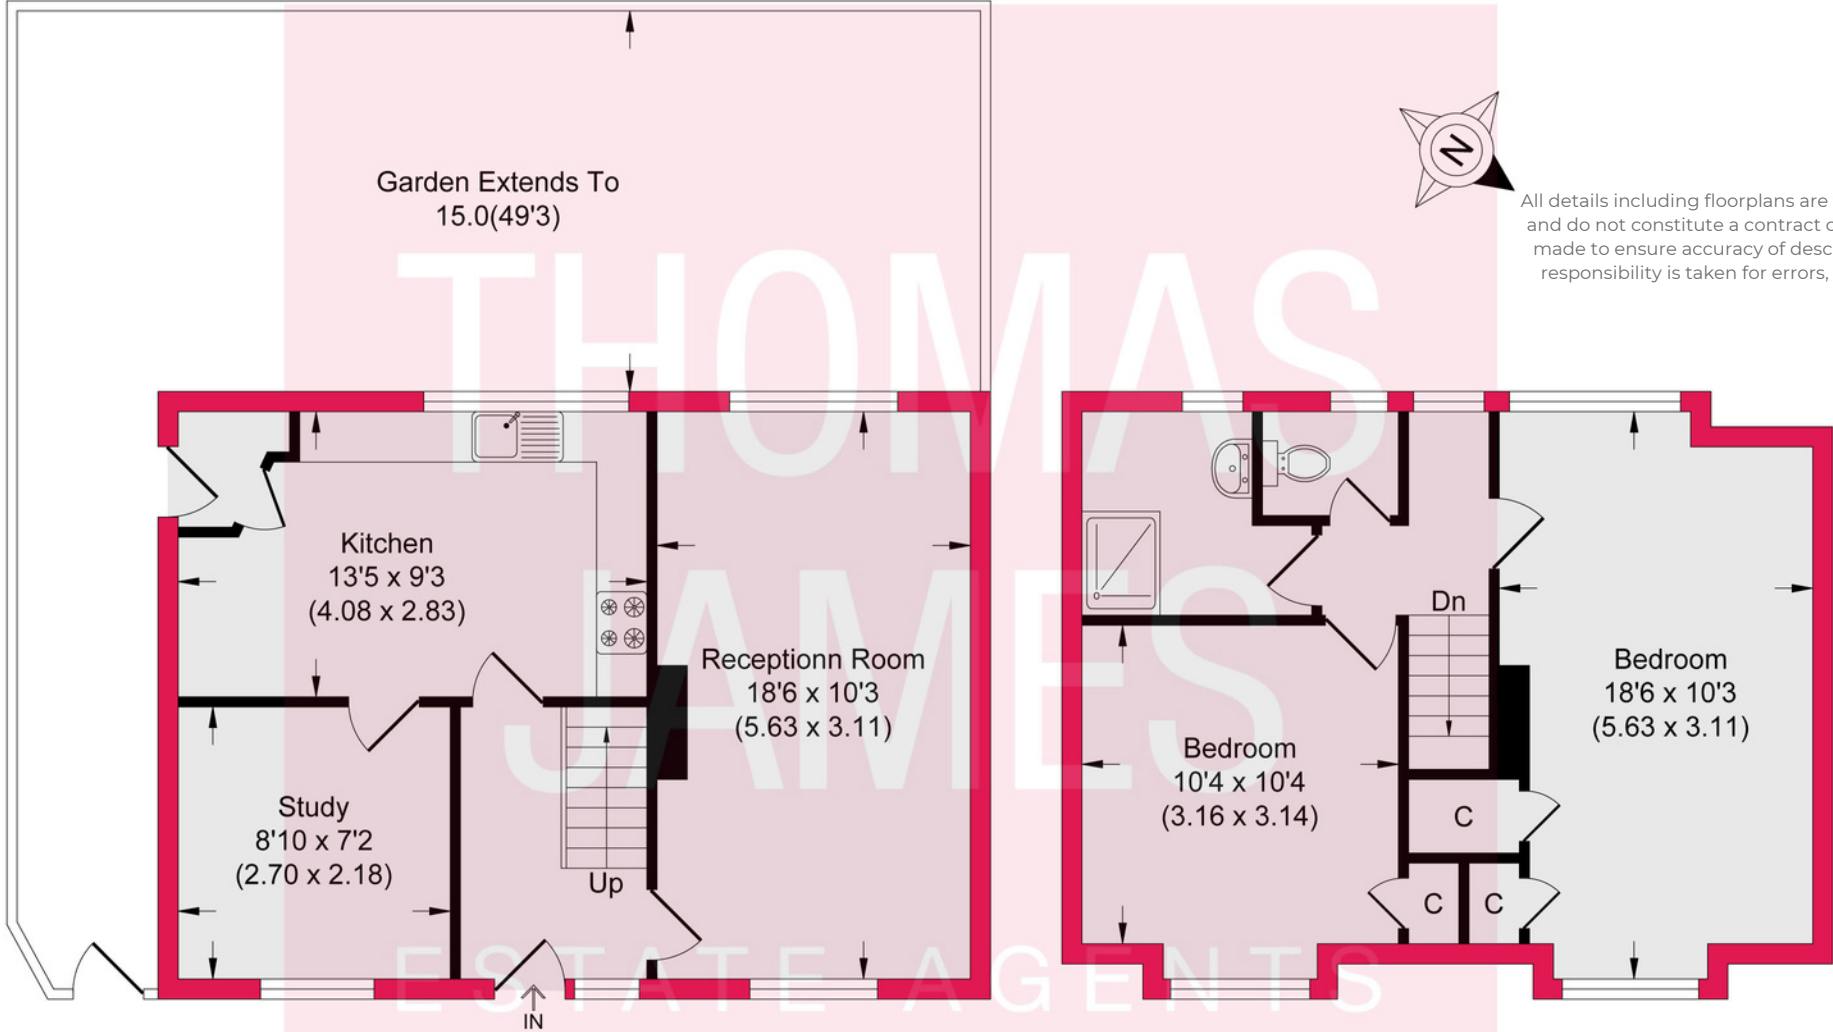 Garden Extends To
15.0(49'3)
N
All details including floorplans are
and do not constitute a contract
made to ensure accuracy of desc
responsibility is taken for errors,
THOMAS
JAMES
ESTATE AGENTS
Kitchen
13'5 x 9'3
(4.08 x 2.83)
Receptionn Room
18'6 x 10'3
(5.63 x 3.11)
Study
8'10 x 7'2
(2.70 x 2.18)
Up
IN
Dn
Bedroom
18'6 x 10'3
(5.63 x 3.11)
Bedroom
10'4 x 10'4
(3.16 x 3.14)
C
C
C